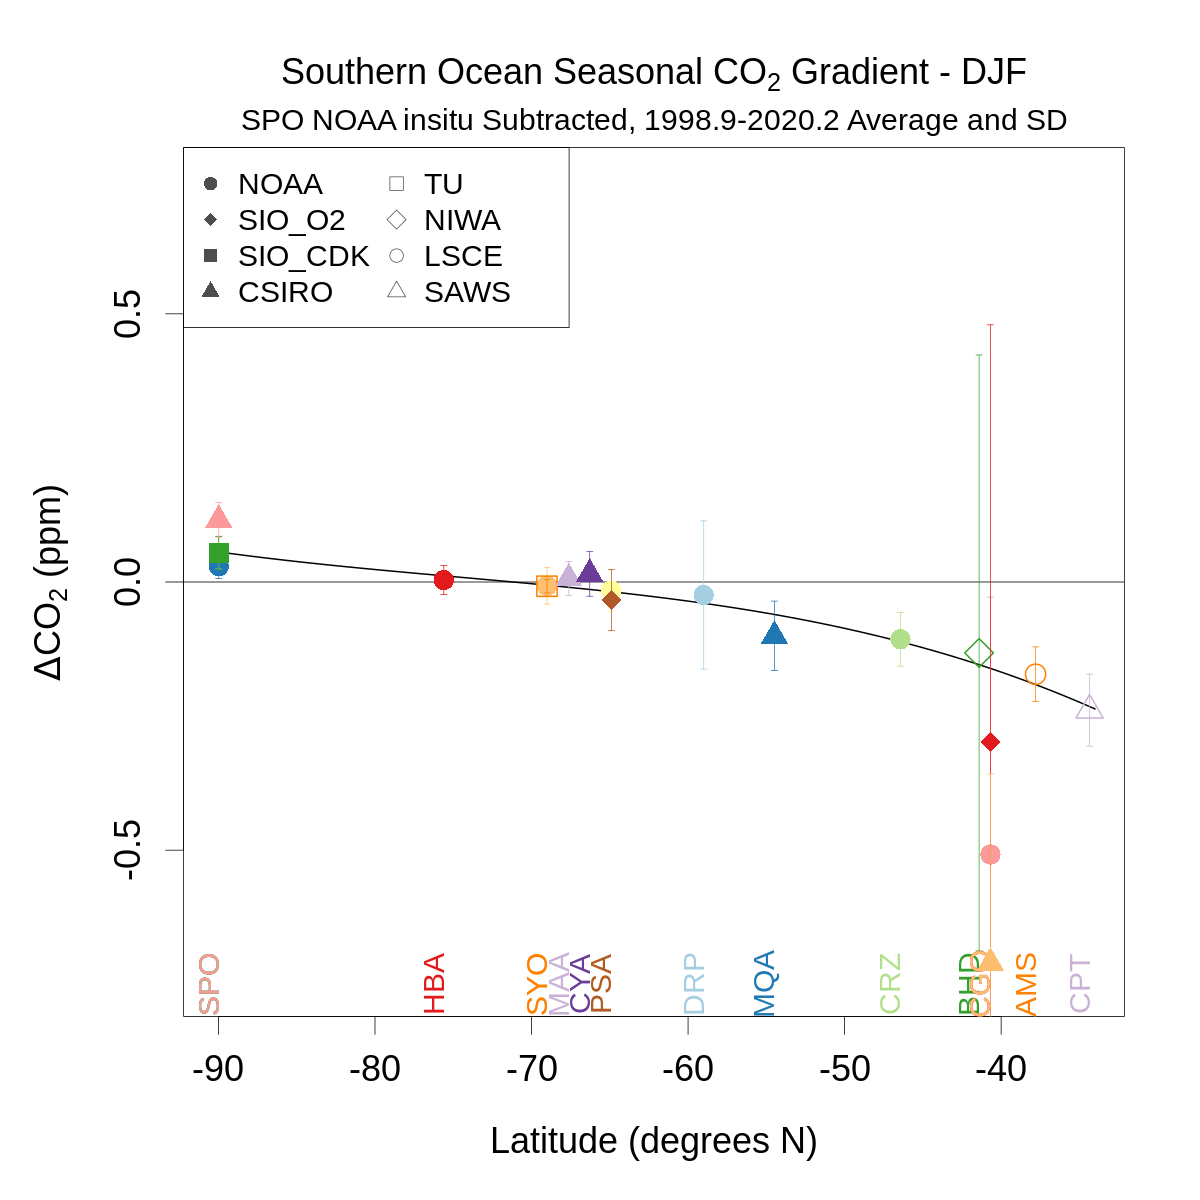 Southern Ocean Seasonal CO₂ Gradient - DJF
SPO NOAA insitu Subtracted, 1998.9-2020.2 Average and SD
NOAA
SIO_O2
SIO_CDK
CSIRO
TU
NIWA
LSCE
SAWS
ΔCO₂ (ppm)
0.5
0.0
-0.5
SPO
HBA
SYO
MAA
CYA
PSA
DRP
MQA
CRZ
BHD
CGO
AMS
CPT
-90
-80
-70
-60
-50
-40
Latitude (degrees N)